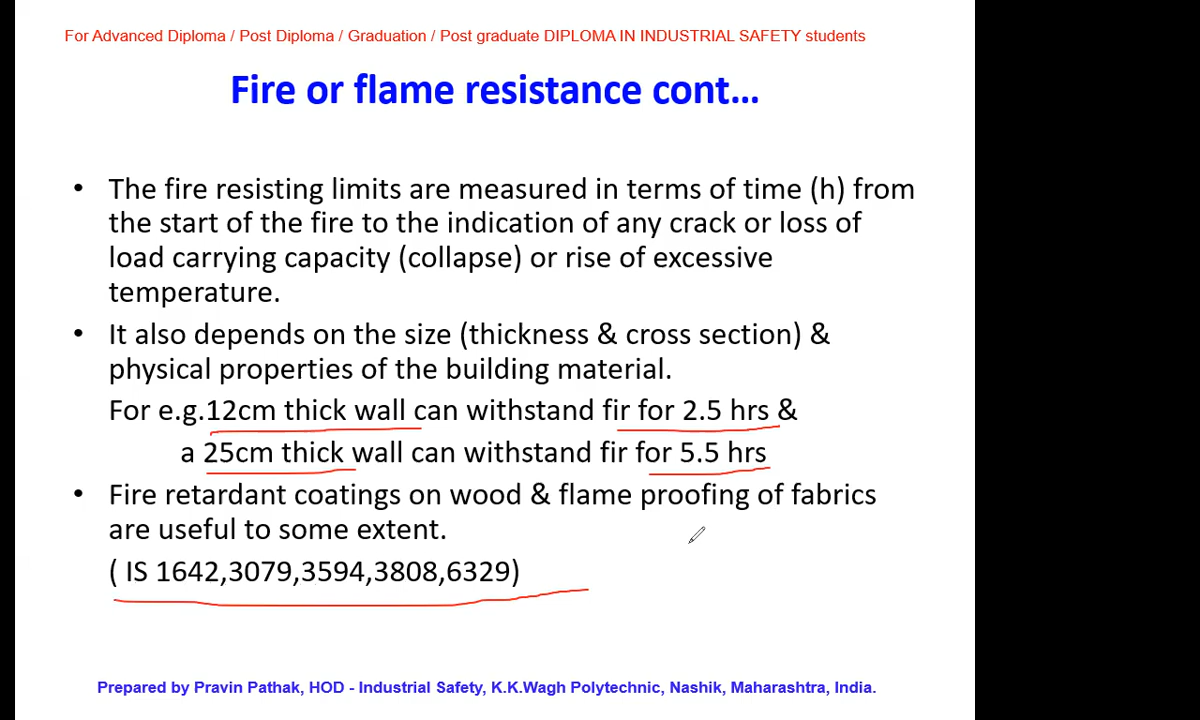 For Advanced Diploma / Post Diploma / Graduation / Post graduate DIPLOMA IN INDUSTRIAL SAFETY students
Fire or flame resistance cont...
• The fire resisting limits are measured in terms of time (h) from
the start of the fire to the indication of any crack or loss of
load carrying capacity (collapse) or rise of excessive
temperature.
• It also depends on the size (thickness & cross section) &
physical properties of the building material.
For e.g.12cm thick wall can withstand fir for 2.5 hrs &
a 25cm thick wall can withstand fir for 5.5 hrs
• Fire retardant coatings on wood & flame proofing of fabrics
are useful to some extent.
( IS 1642,3079,3594,3808,6329)
Prepared by Pravin Pathak, HOD - Industrial Safety, K.K.Wagh Polytechnic, Nashik, Maharashtra, India.